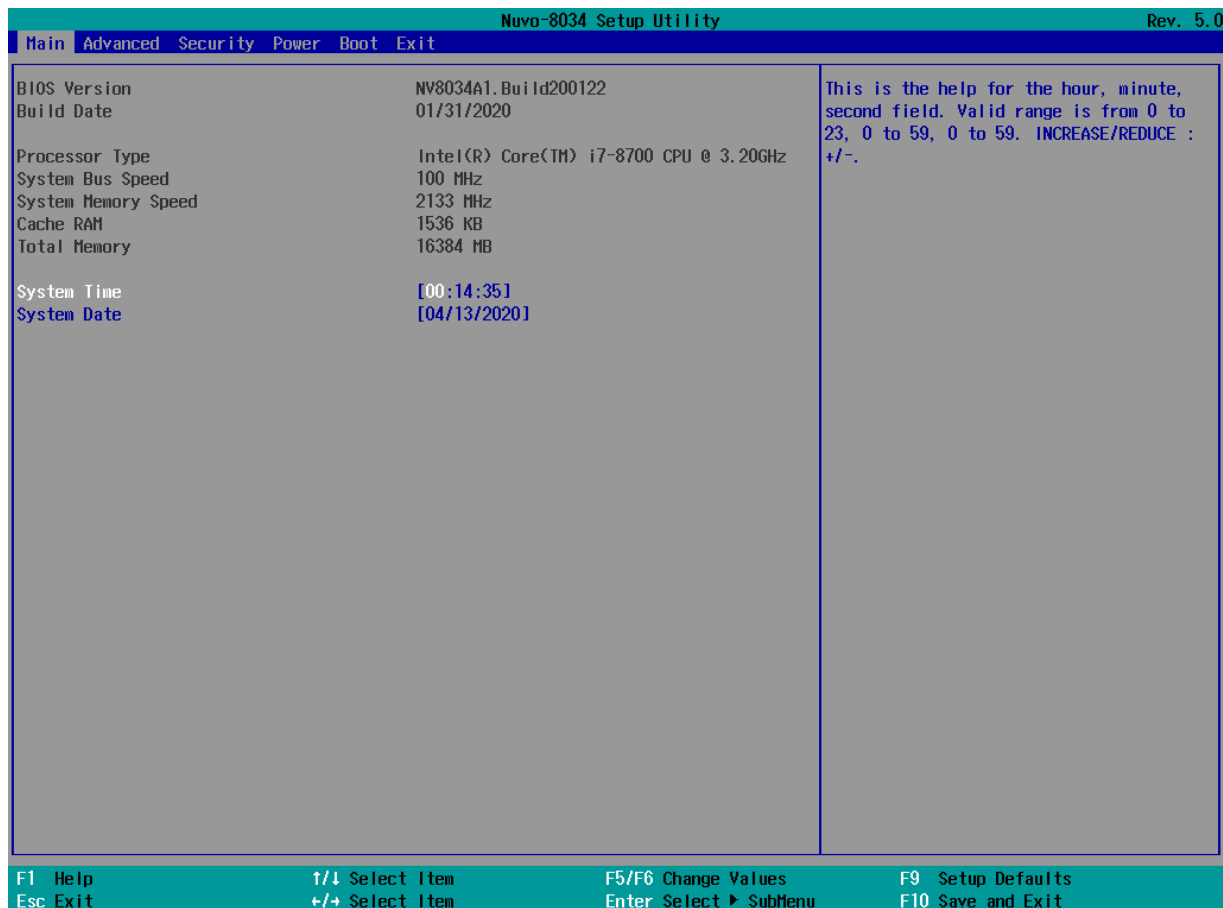 Nuvo-8034 Setup Utility Rev. 5.0
Main Advanced Security Power Boot Exit
BIOS Version NV8034A1.Build200122
Build Date 01/31/2020
Processor Type Intel(R) Core(TM) i7-8700 CPU @ 3.20GHz
System Bus Speed 100 MHz
System Memory Speed 2133 MHz
Cache RAM 1536 KB
Total Memory 16384 MB
System Time [00:14:35]
System Date [04/13/2020]
This is the help for the hour, minute,
second field. Valid range is from 0 to
23, 0 to 59, 0 to 59. INCREASE/REDUCE :
+/-.
F1 Help ↑/↓ Select Item F5/F6 Change Values F9 Setup Defaults
Esc Exit ←/→ Select Item Enter Select ▶ SubMenu F10 Save and Exit